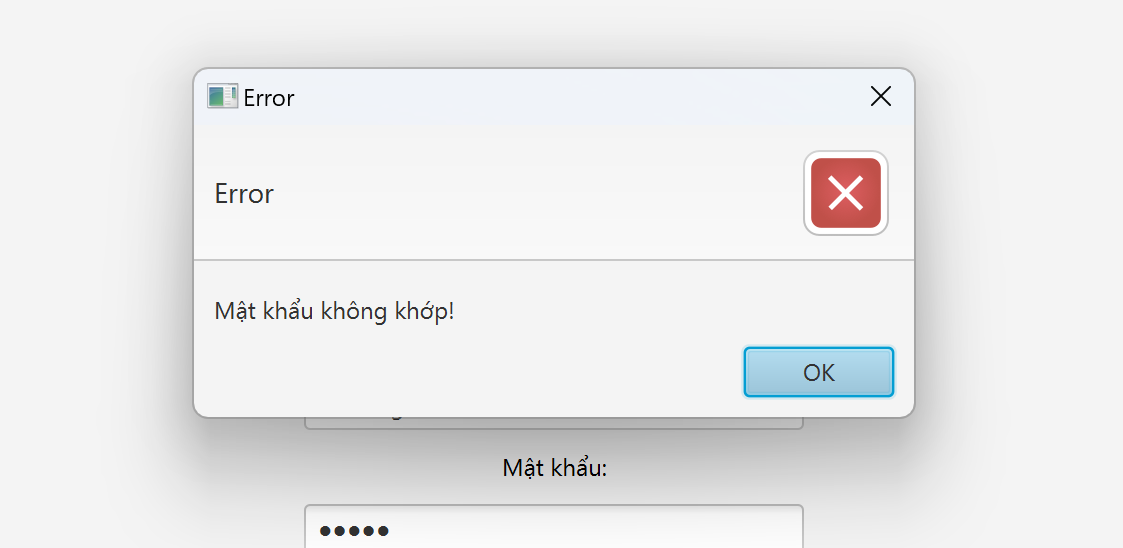 Error
Error
Mật khẩu không khớp!
OK
Mật khẩu:
•••••